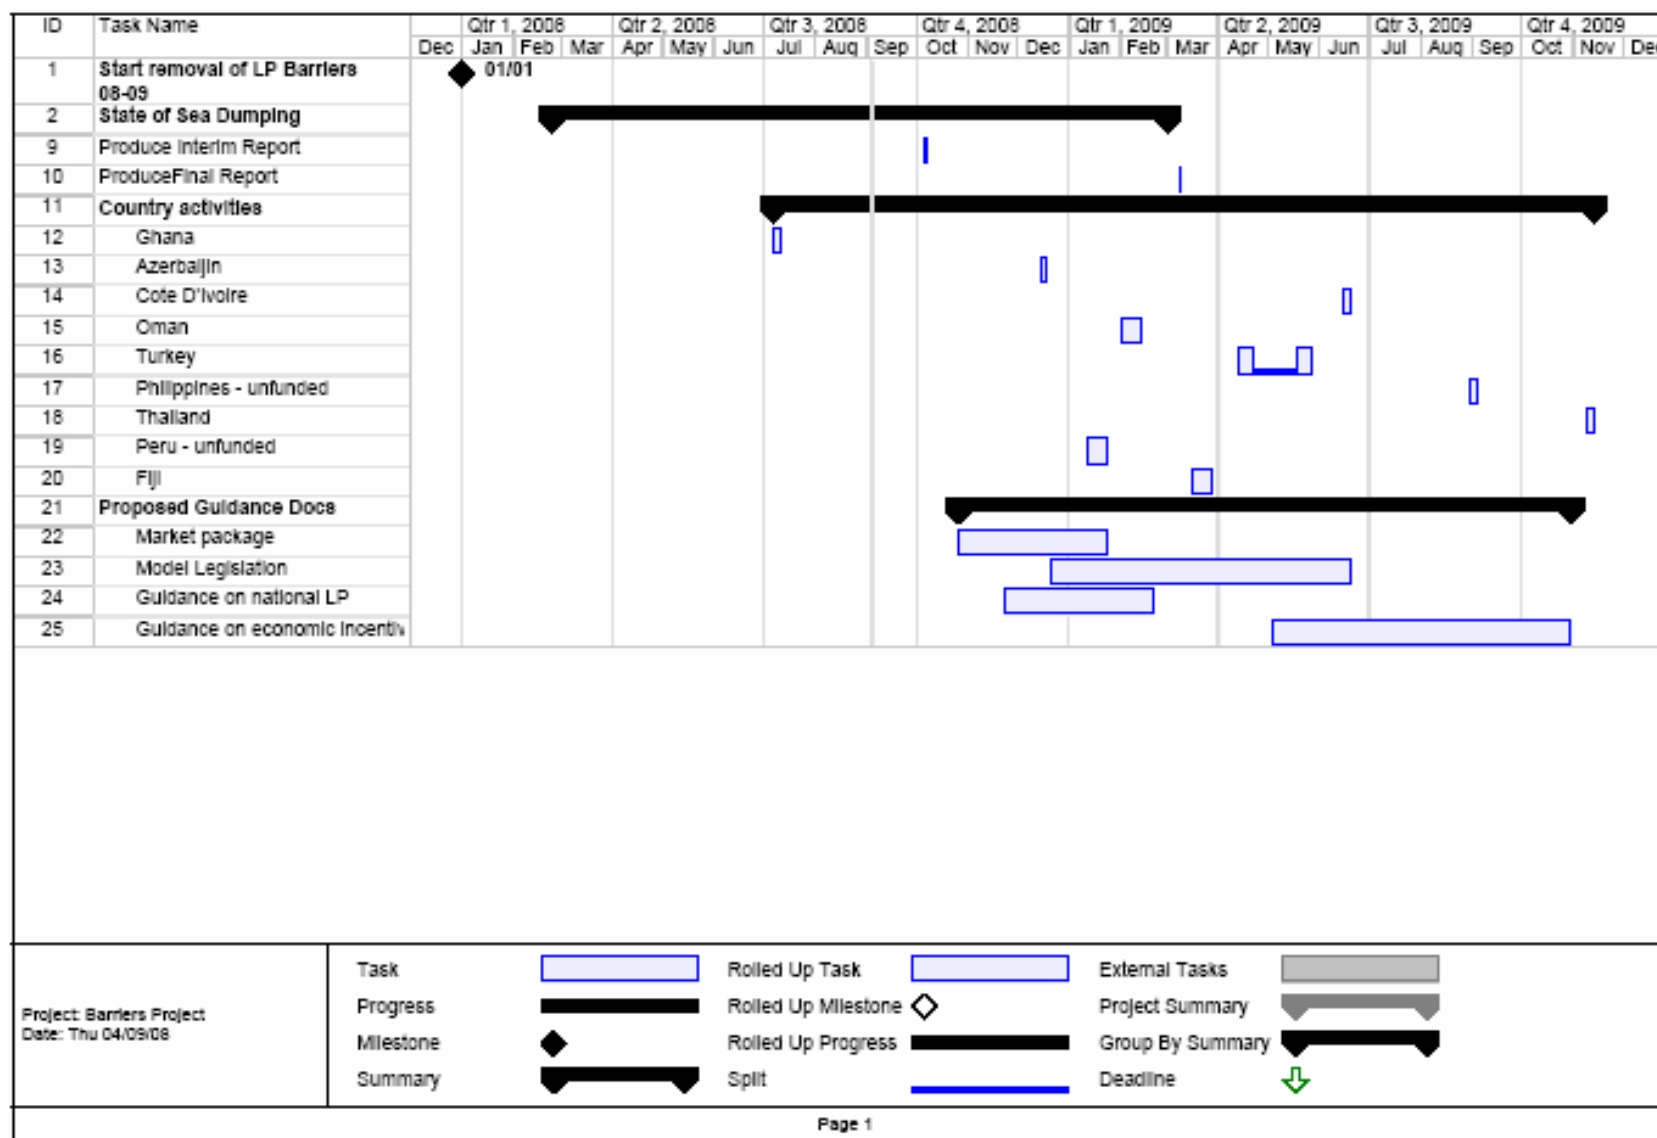 ID Task Name Qtr 1, 2008 Qtr 2, 2008 Qtr 3, 2008 Qtr 4, 2008 Qtr 1, 2009 Qtr 2, 2009 Qtr 3, 2009 Qtr 4, 2009
Dec Jan Feb Mar Apr May Jun Jul Aug Sep Oct Nov Dec Jan Feb Mar Apr May Jun Jul Aug Sep Oct Nov Dec
1 Start removal of LP Barriers 01/01
08-09
2 State of Sea Dumping
9 Produce Interim Report
10 ProduceFinal Report
11 Country activities
12 Ghana
13 Azerbaijin
14 Cote D'Ivoire
15 Oman
16 Turkey
17 Philippines - unfunded
18 Thailand
19 Peru - unfunded
20 Fiji
21 Proposed Guidance Docs
22 Market package
23 Model Legislation
24 Guidance on national LP
25 Guidance on economic incentiv
Project: Barriers Project
Date: Thu 04/09/08
Task Rolled Up Task External Tasks
Progress Rolled Up Milestone Project Summary
Milestone Rolled Up Progress Group By Summary
Summary Split Deadline
Page 1